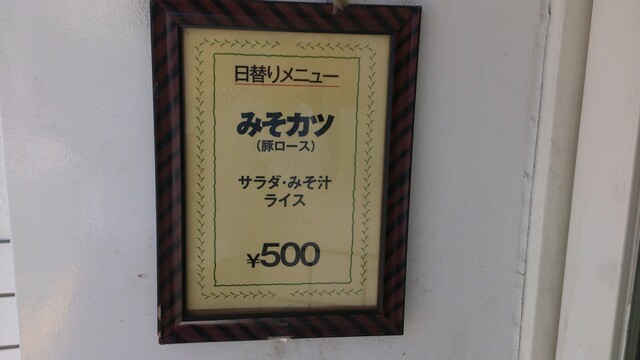 日替りメニュー
みそカツ
（豚ロース）
サラダ・みそ汁
ライス
¥500